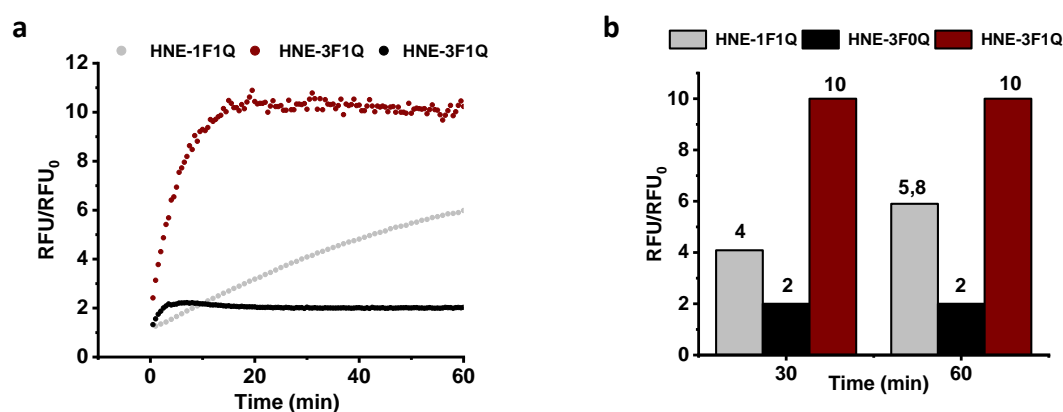 a
HNE-1F1Q HNE-3F1Q HNE-3F1Q
12
10
8
6
4
2
0
RFU/RFU₀
0 20 40 60
Time (min)
b
HNE-1F1Q HNE-3F0Q HNE-3F1Q
10
8
6
4
2
0
RFU/RFU₀
4 2 10 5,8 2 10
30 60
Time (min)